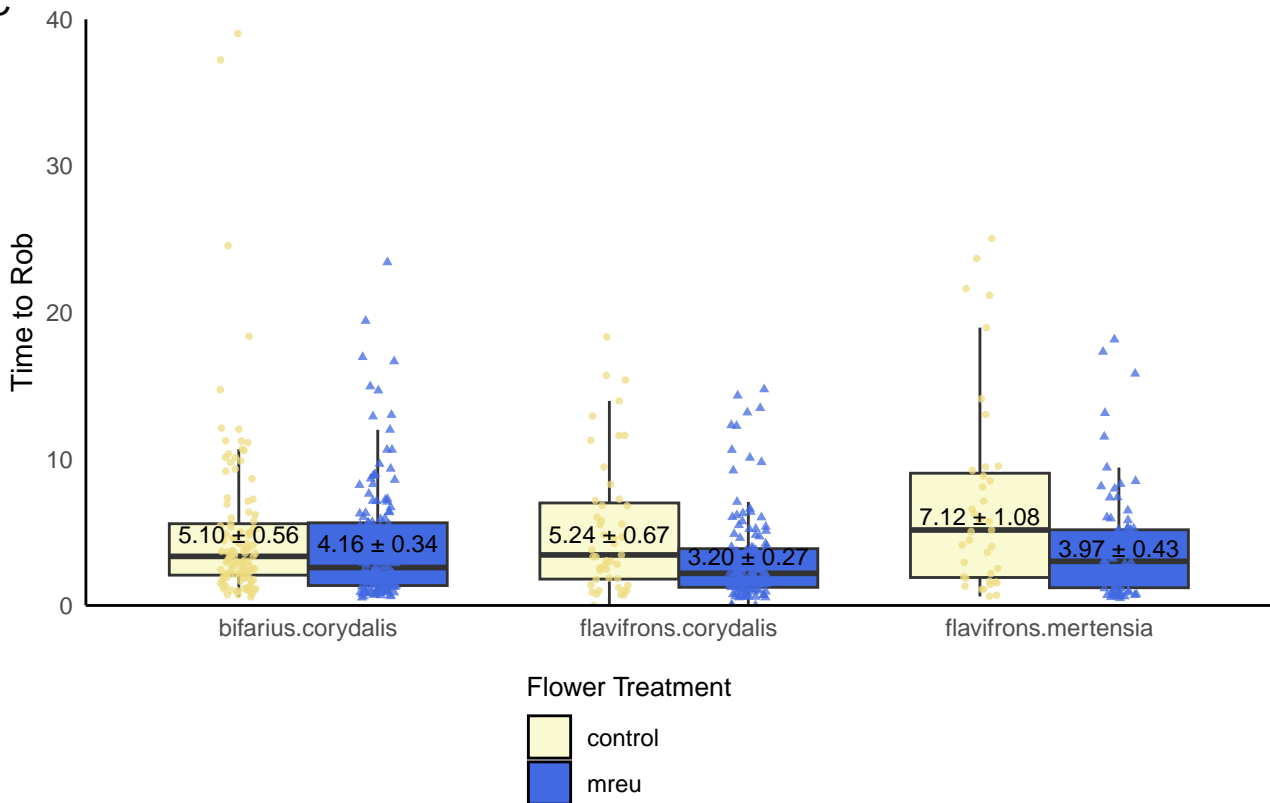 40
30
20
10
0
Time to Rob
5.10 ± 0.56
4.16 ± 0.34
5.24 ± 0.67
3.20 ± 0.27
7.12 ± 1.08
3.97 ± 0.43
bifarius.corydalis
flavifrons.corydalis
flavifrons.mertensia
Flower Treatment
control
mreu